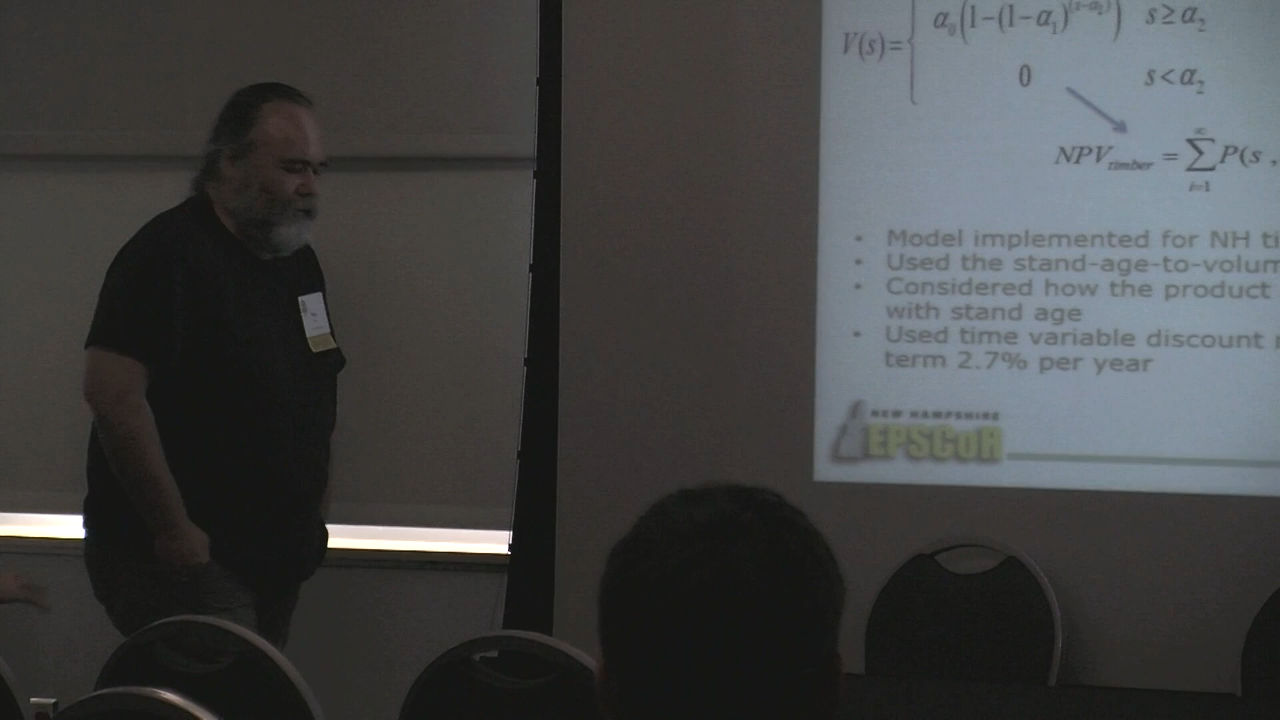 V(s)= { α₀(1−(1−α₁)^(s−α₂)) s≥α₂
0 s<α₂
NPV timber = ∞∑i=1 P(s ,
• Model implemented for NH ti
• Used the stand-age-to-volum
• Considered how the product
with stand age
• Used time variable discount r
term 2.7% per year
NEW HAMPSHIRE
EPSCoR